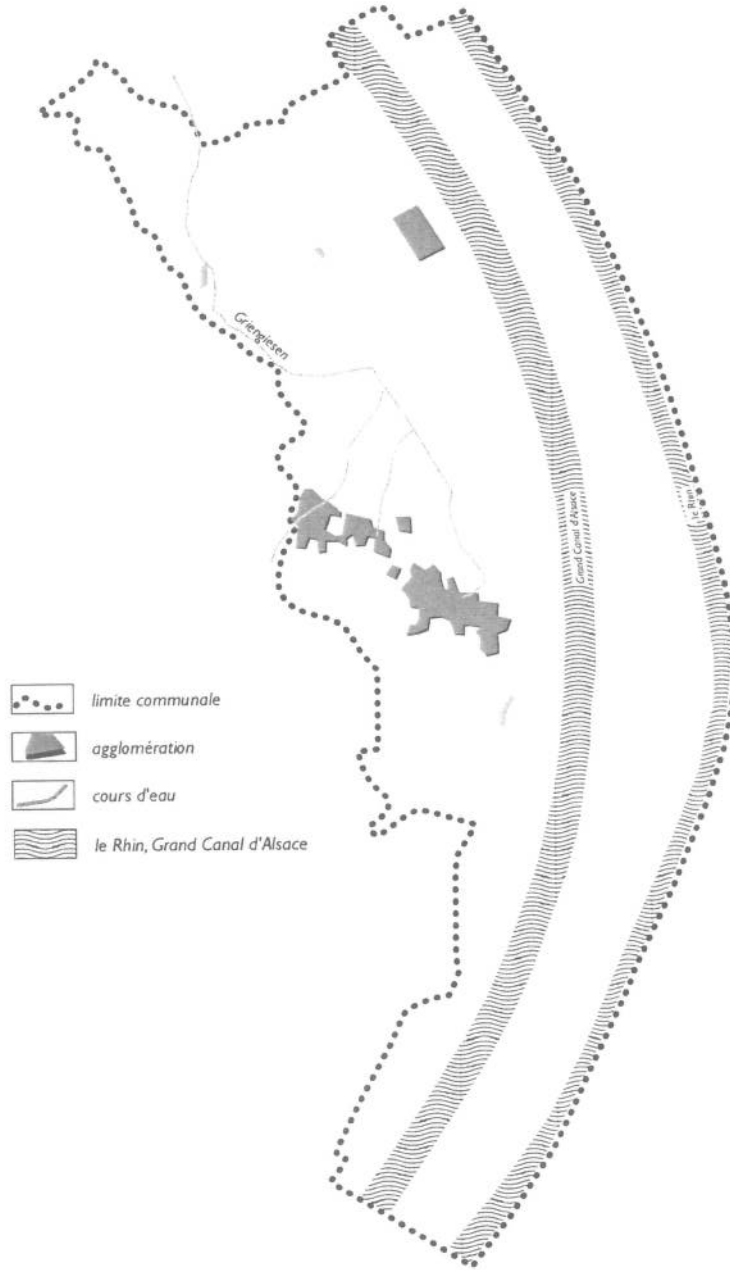 Griengiesen
Grand Canal d'Alsace
le Rhin
limite communale
agglomération
cours d'eau
le Rhin, Grand Canal d'Alsace